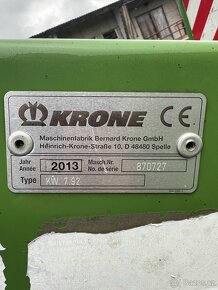 KRONE CE
Maschinenfabrik Bernard Krone GmbH
Heinrich-Krone-Straße 10, D 48480 Spelle
Jahr
Année 2013 Masch.Nr.
No. de série 870727
Type KW 7.92